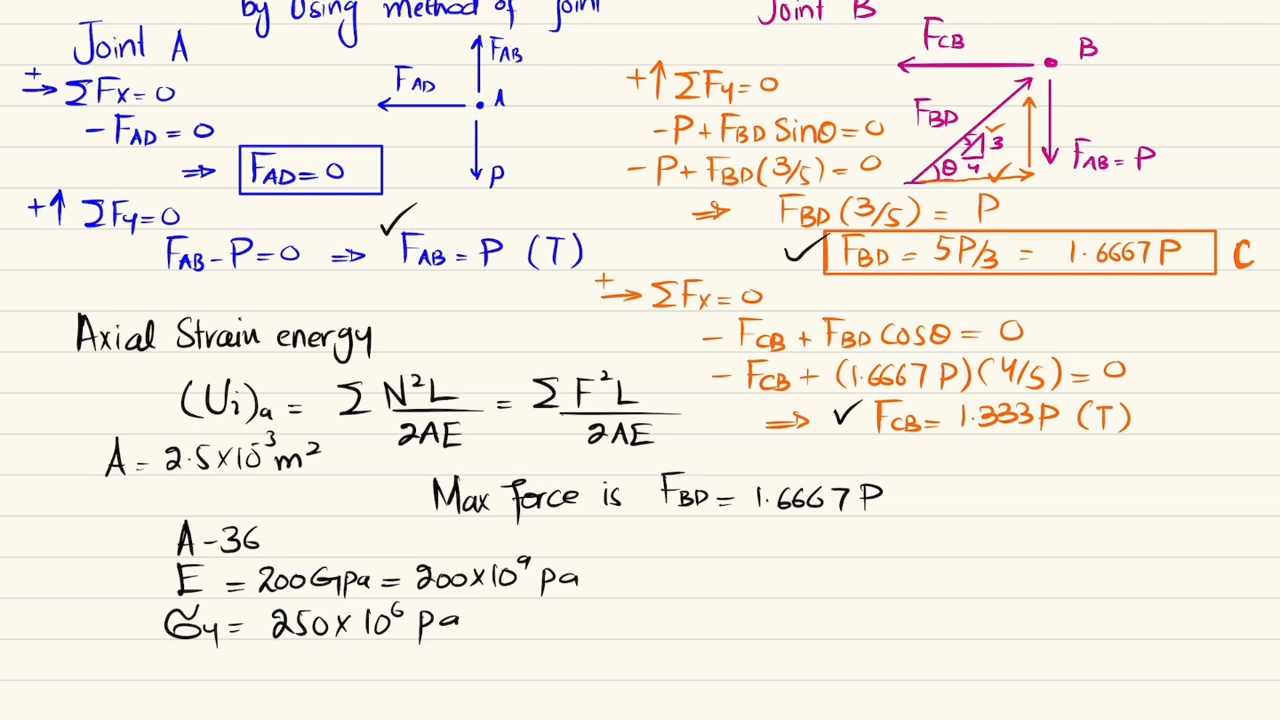 by Using method of joint
Joint A
+→ ΣFx = 0
- FAD = 0
⇒ FAD = 0
+↑ ΣFy = 0
FAB - P = 0 ⇒ FAB = P (T)
FAB
FAD
A
P
Joint B
FCB
B
FBD
5
3
4
θ
FAB = P
+↑ ΣFy = 0
-P + FBD Sinθ = 0
-P + FBD (3/5) = 0
⇒ FBD (3/5) = P
✓ FBD = 5P/3 = 1.6667P C
+→ ΣFx = 0
- FCB + FBD Cosθ = 0
- FCB + (1.6667 P)(4/5) = 0
⇒ ✓ FCB = 1.333P (T)
Axial Strain energy
(Ui)a = Σ N²L/2AE = Σ F²L/2AE
A = 2.5×10³ m²
Max force is FBD = 1.6667 P
A-36
E = 200 Gpa = 200×10⁹ pa
σy = 250×10⁶ pa